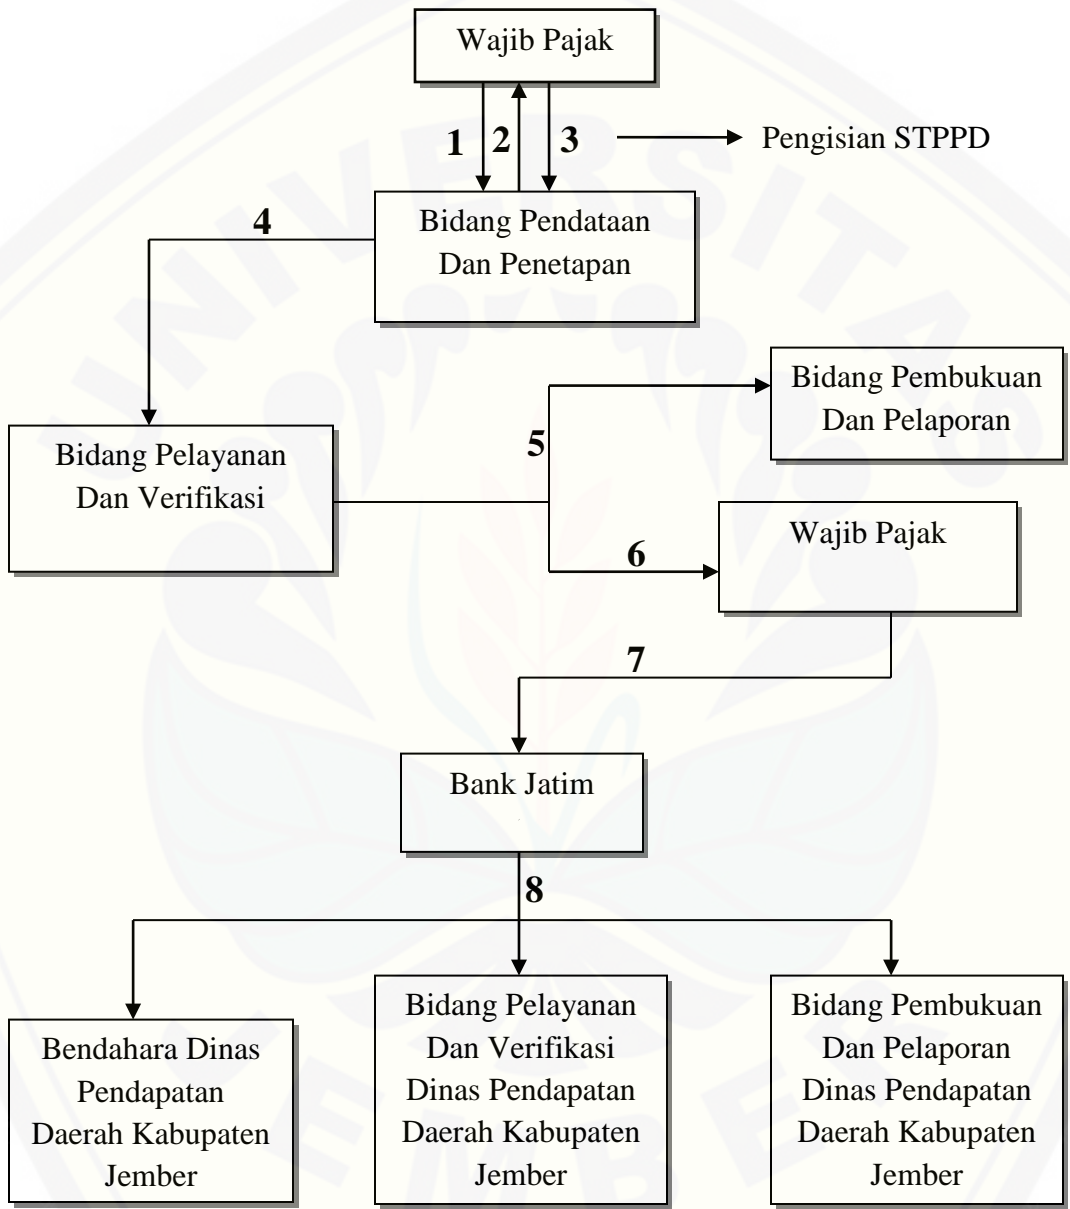 Wajib Pajak
1 2 3
Pengisian STPPD
Bidang Pendataan
Dan Penetapan
4
Bidang Pembukuan
Dan Pelaporan
Bidang Pelayanan
Dan Verifikasi
5
Wajib Pajak
6
7
Bank Jatim
8
Bendahara Dinas
Pendapatan
Daerah Kabupaten
Jember
Bidang Pelayanan
Dan Verifikasi
Dinas Pendapatan
Daerah Kabupaten
Jember
Bidang Pembukuan
Dan Pelaporan
Dinas Pendapatan
Daerah Kabupaten
Jember
UNIVERSITAS
JEMBER